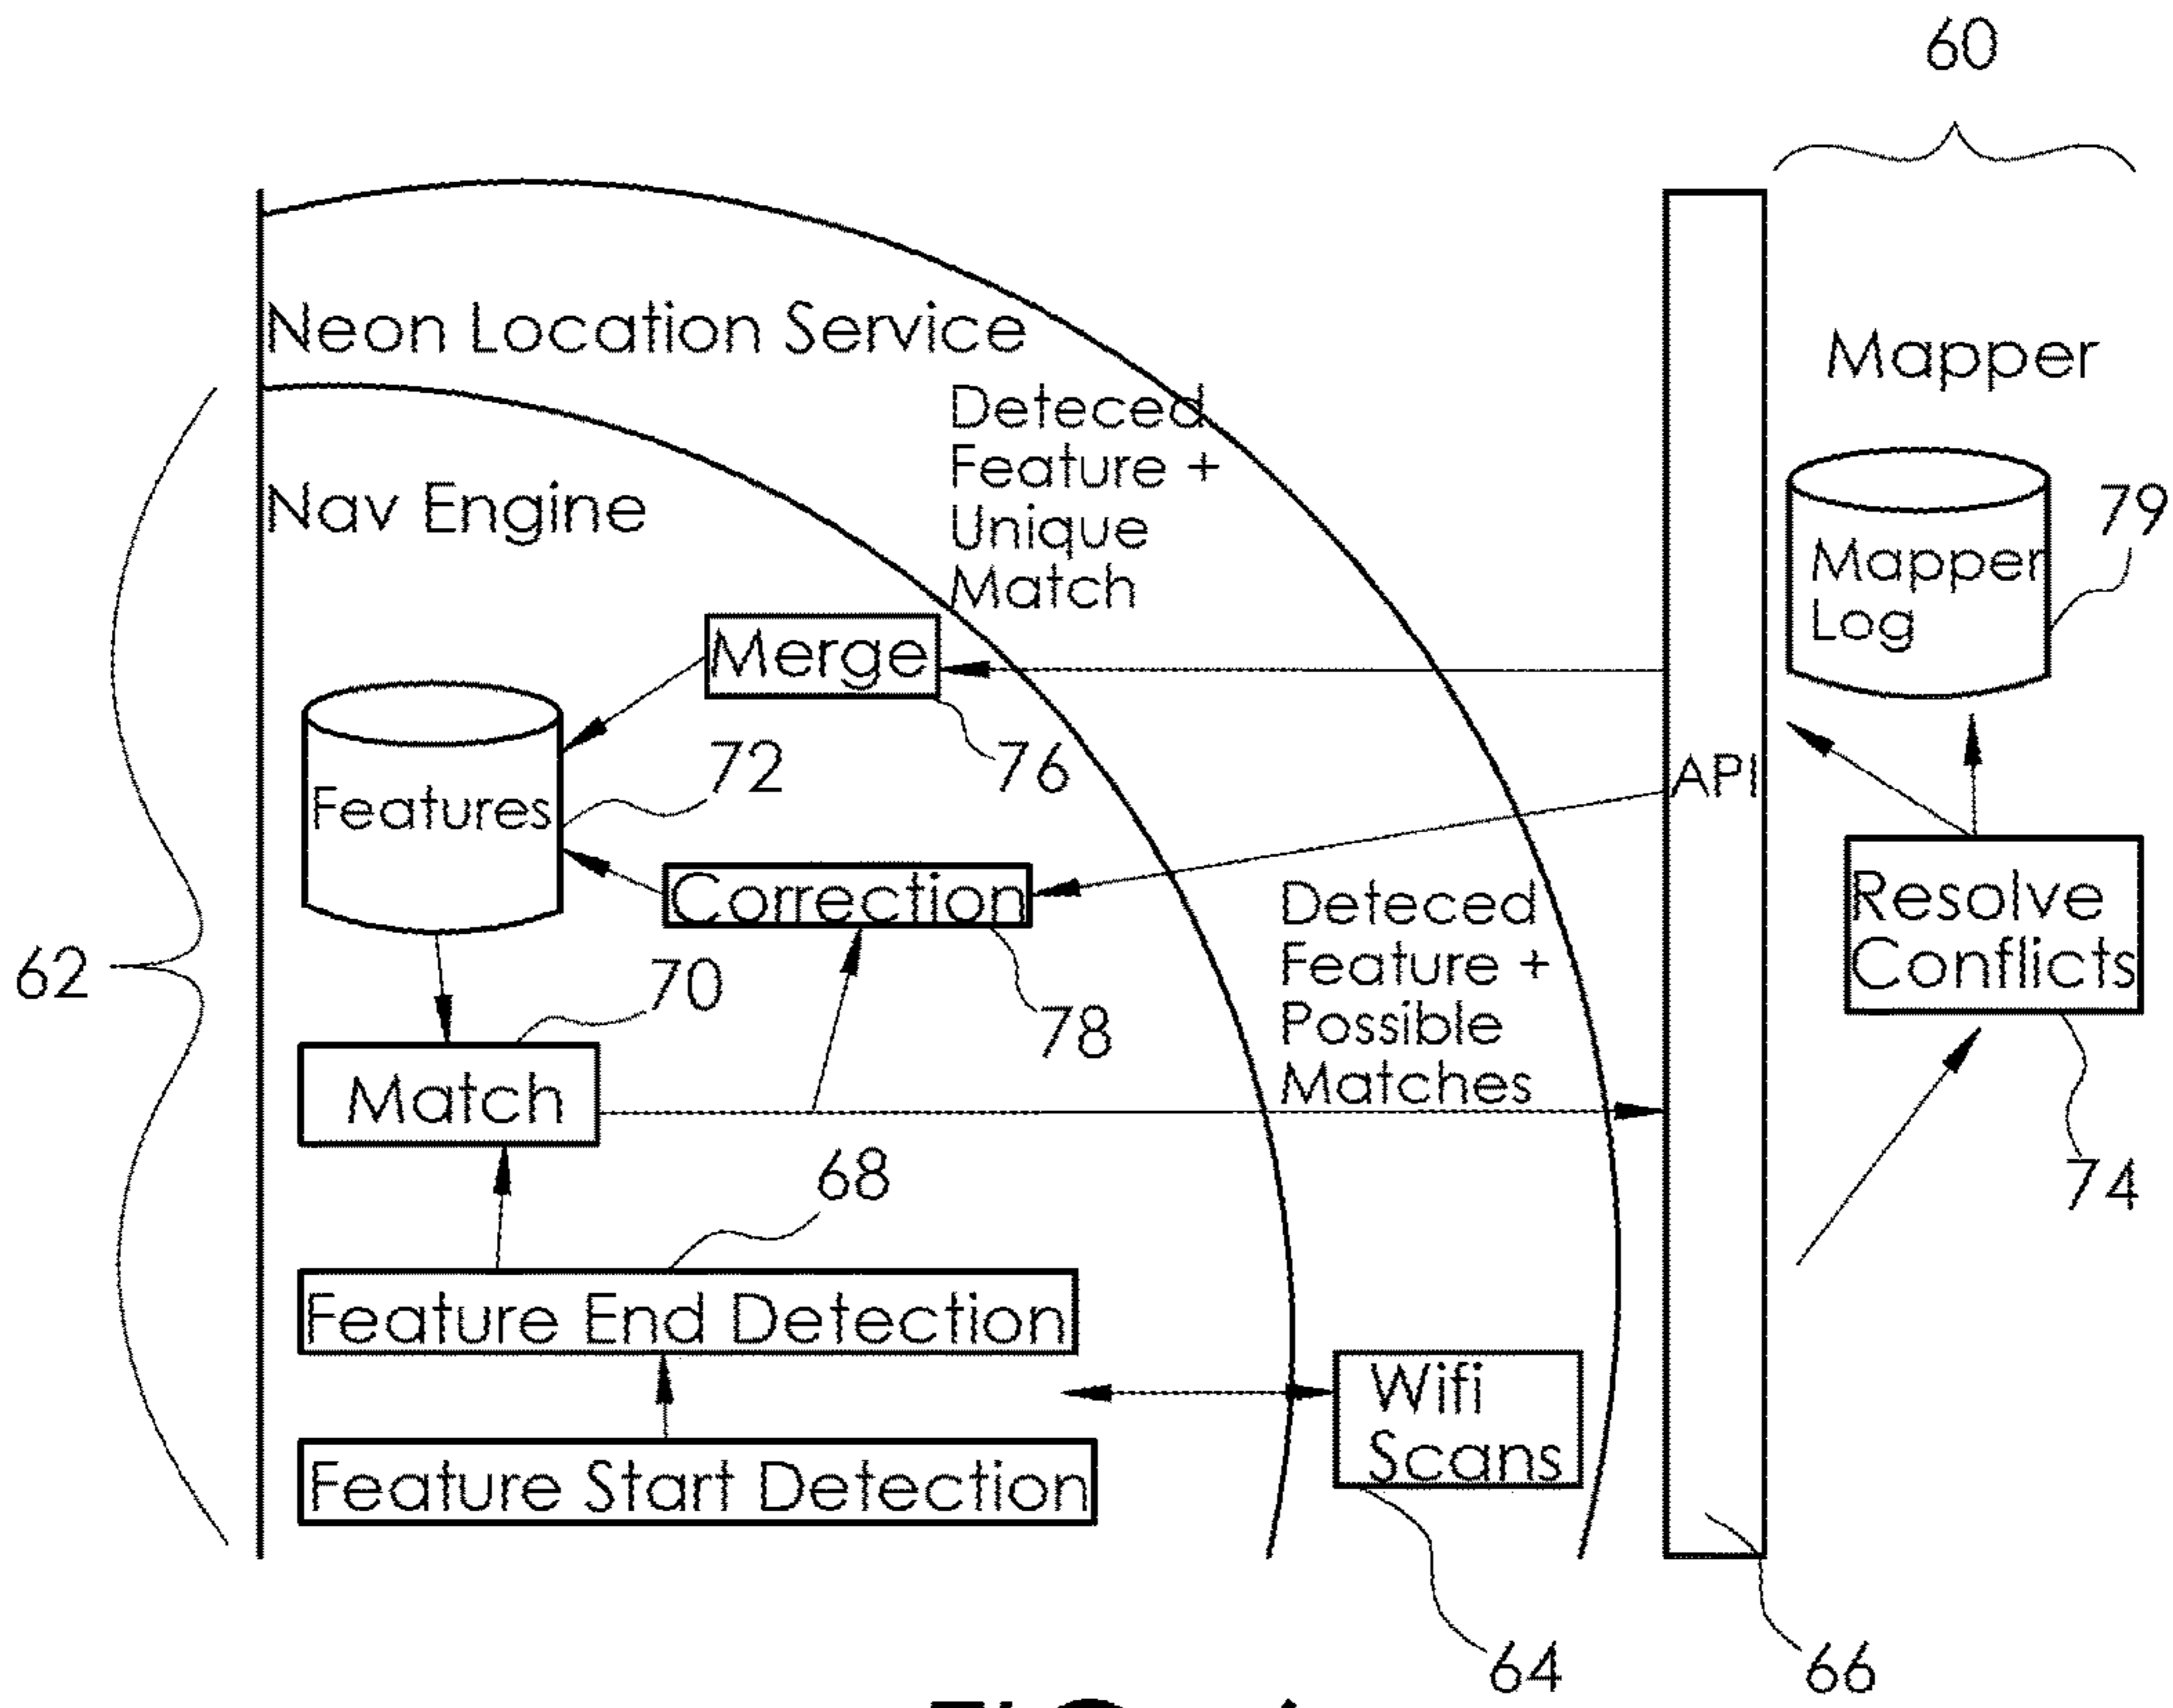 60
Neon Location Service
Mapper
Deteced
Feature +
Unique
Match
Nav Engine
79
Mapper
Log
Merge
76
72
Features
API
Correction
Resolve
Conflicts
Deteced
Feature +
Possible
Matches
62
70
78
Match
74
68
Feature End Detection
Wifi
Scans
Feature Start Detection
64
66